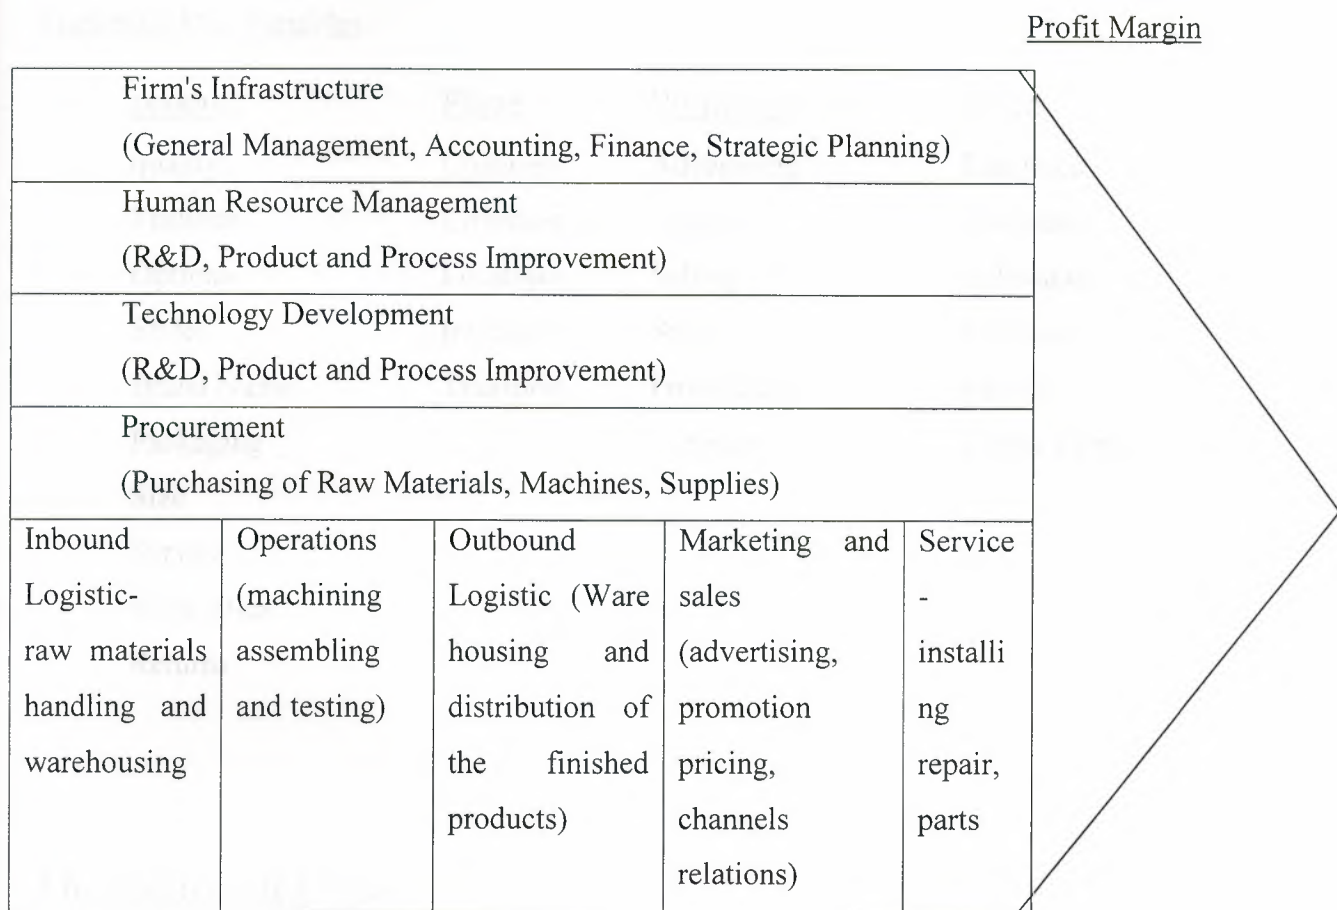 Profit Margin
Firm's Infrastructure
(General Management, Accounting, Finance, Strategic Planning)
Human Resource Management
(R&D, Product and Process Improvement)
Technology Development
(R&D, Product and Process Improvement)
Procurement
(Purchasing of Raw Materials, Machines, Supplies)
Inbound
Logistic-
raw materials
handling and
warehousing
Operations
(machining
assembling
and testing)
Outbound
Logistic (Ware
housing and
distribution of
the finished
products)
Marketing and
sales
(advertising,
promotion
pricing,
channels
relations)
Service
-
installi
ng
repair,
parts